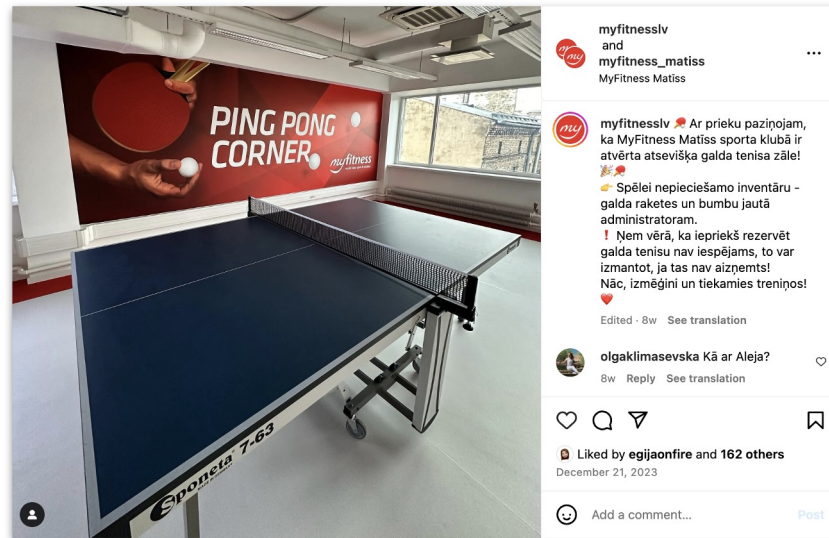 PING PONG
CORNER
myfitness
Sponeta 7-63
my
my
myfitnesslv
and
myfitness_matiss
MyFitness Matīss
my
myfitnesslv 🏓 Ar prieku paziņojam,
ka MyFitness Matīss sporta klubā ir
atvērta atsevišķa galda tenisa zāle!
🎉🏓
👉 Spēlei nepieciešamo inventāru -
galda raketes un bumbu jautā
administratoram.
❗ Ņem vērā, ka iepriekš rezervēt
galda tenisu nav iespējams, to var
izmantot, ja tas nav aizņemts!
Nāc, izmēģini un tiekamies treniņos!
❤️
Edited · 8w See translation
olgaklimasevska Kā ar Aleja?
8w Reply See translation
Liked by egijaonfire and 162 others
December 21, 2023
Add a comment...
Post